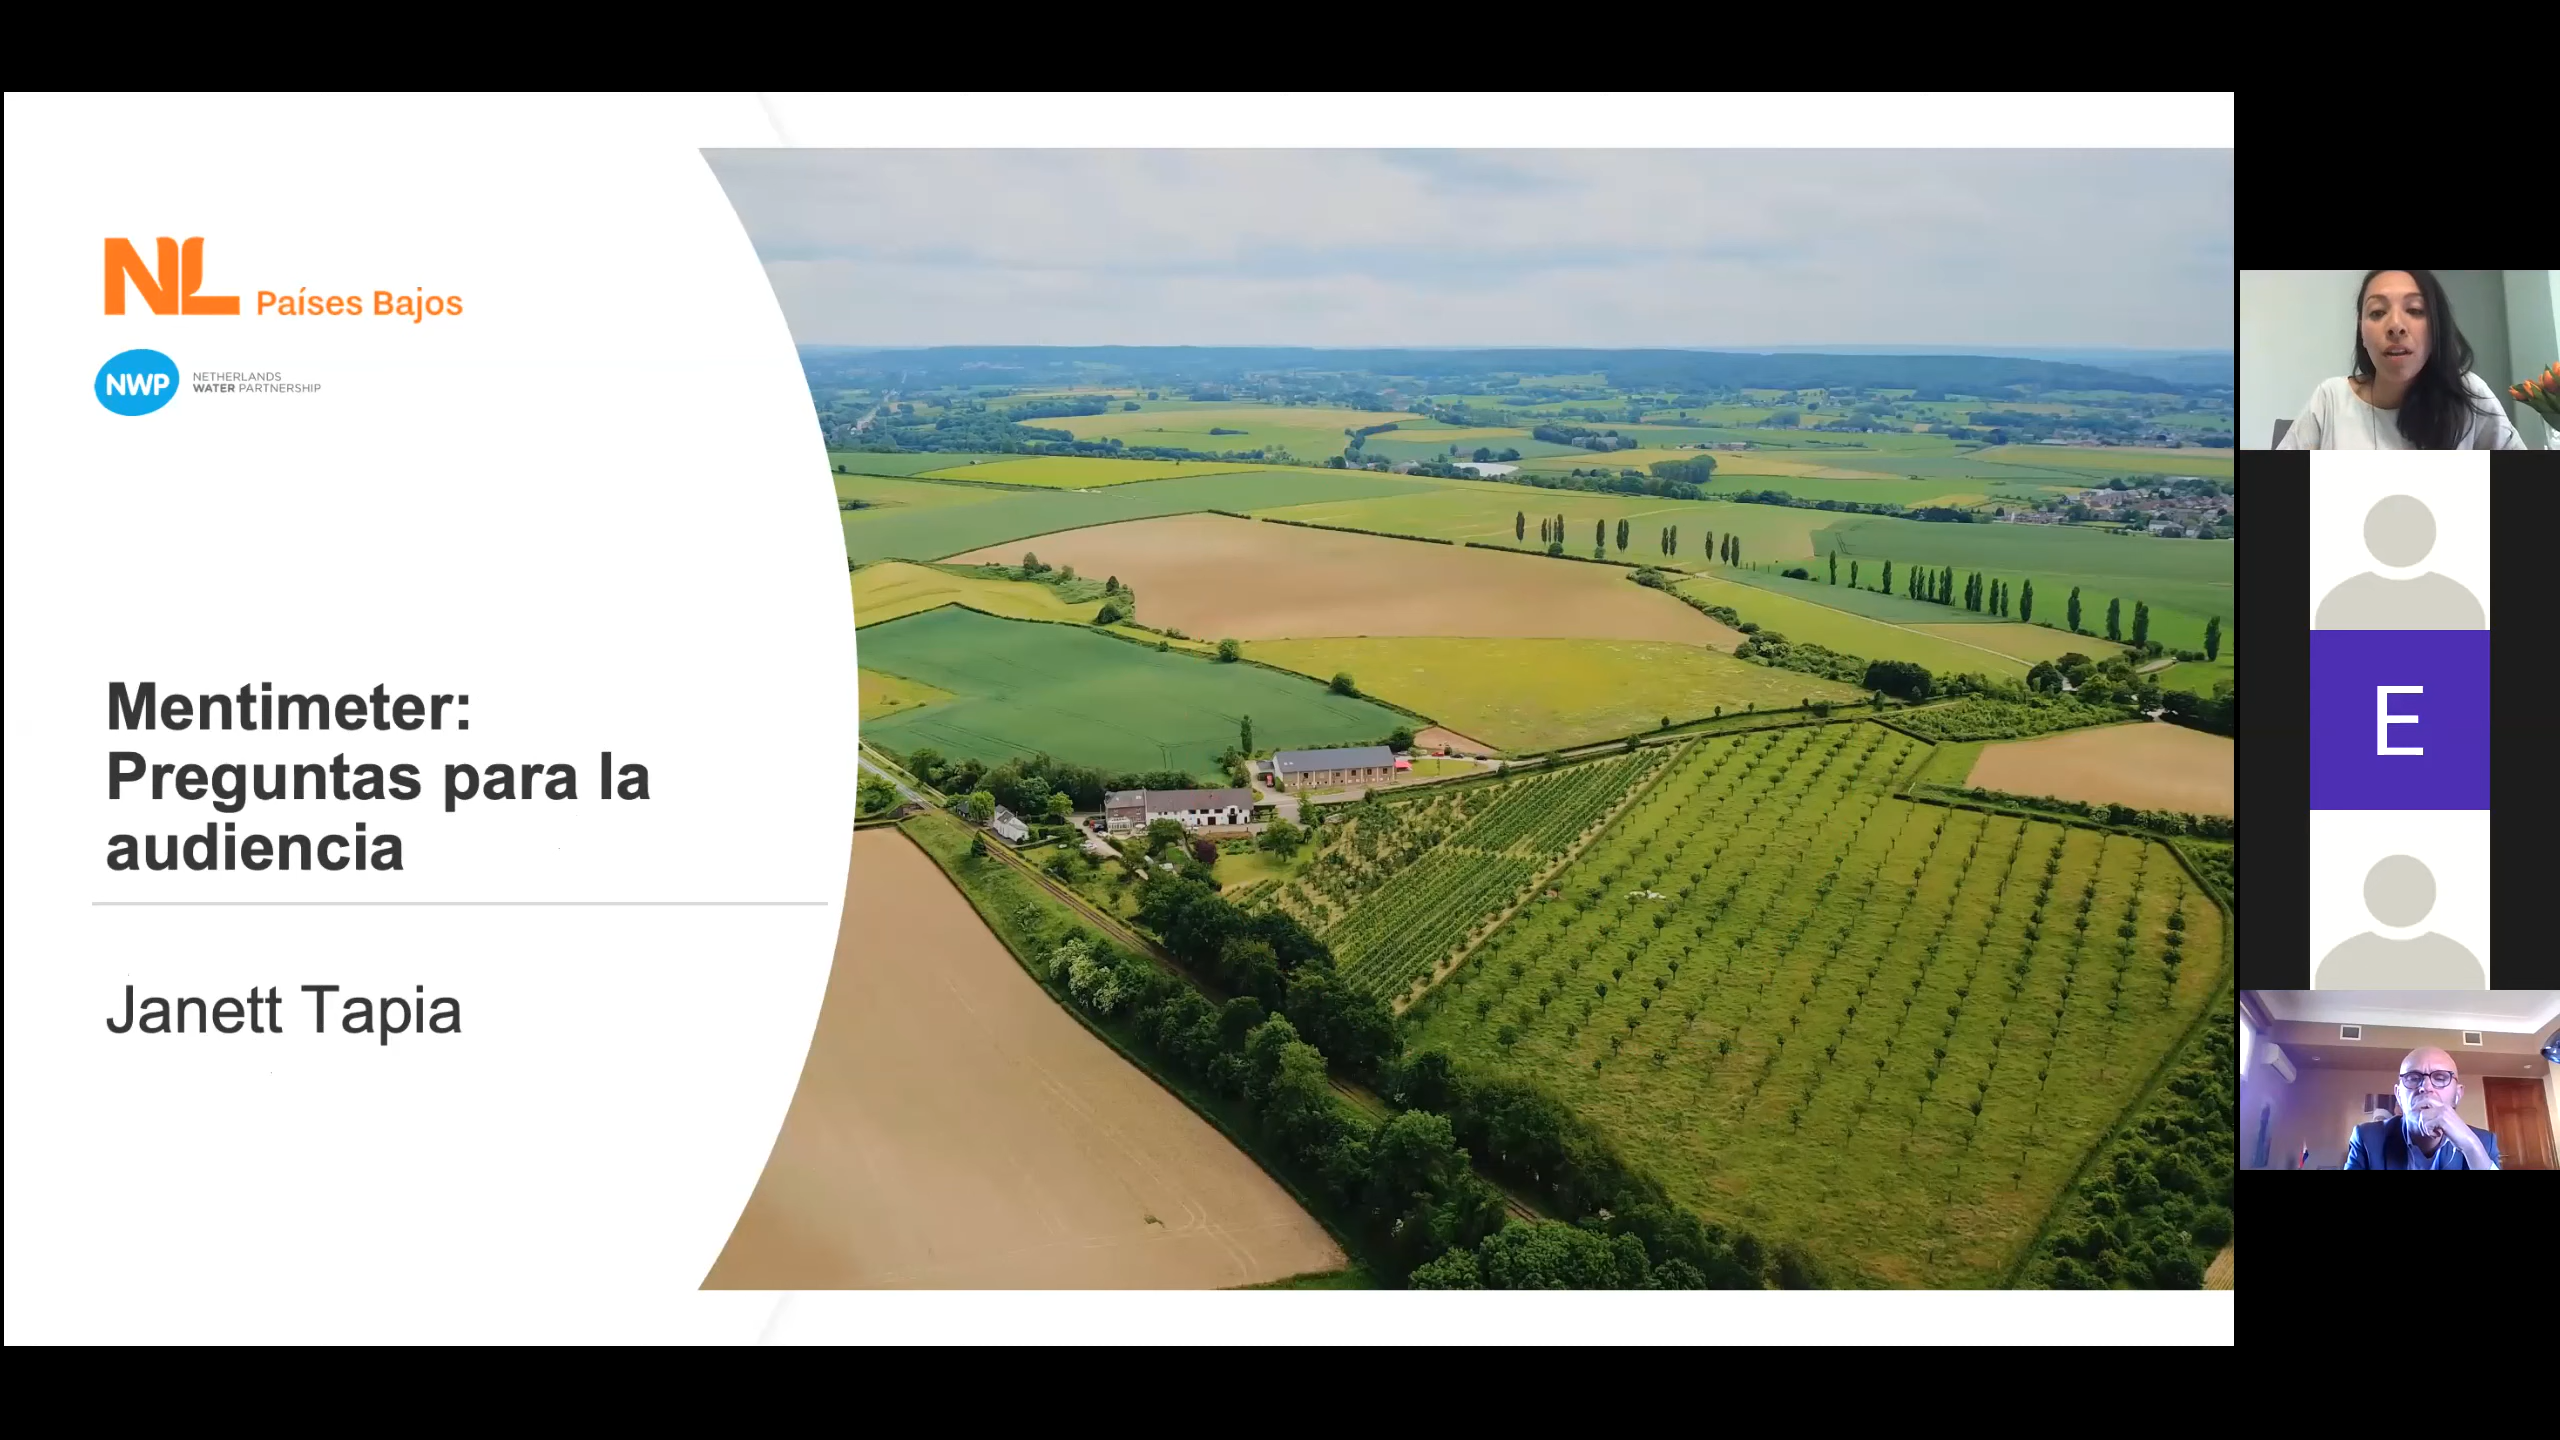 NL Países Bajos
NWP
NETHERLANDS
WATER PARTNERSHIP
Mentimeter:
Preguntas para la
audiencia
Janett Tapia
E